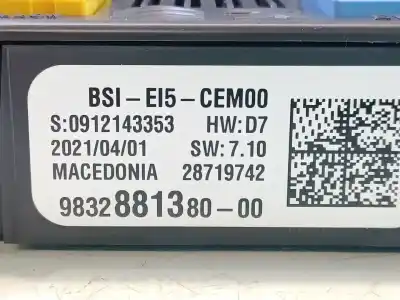 BSI-EI5-CEM00
S:0912143353 HW:D7
2021/04/01 SW:7.10
MACEDONIA 28719742
9832881380-00